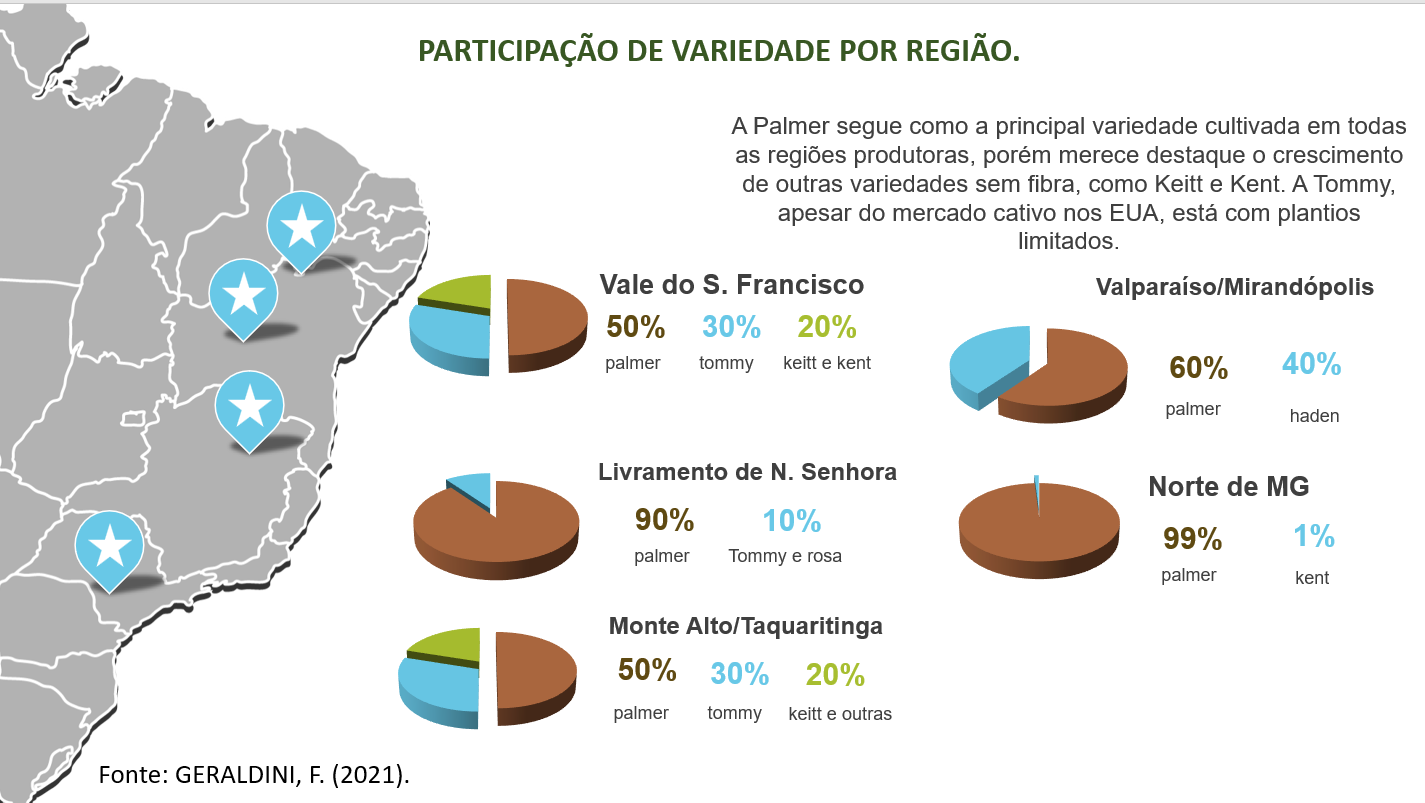 PARTICIPAÇÃO DE VARIEDADE POR REGIÃO.
A Palmer segue como a principal variedade cultivada em todas
as regiões produtoras, porém merece destaque o crescimento
de outras variedades sem fibra, como Keitt e Kent. A Tommy,
apesar do mercado cativo nos EUA, está com plantios
limitados.
Vale do S. Francisco
50% 30% 20%
palmer tommy keitt e kent
Valparaíso/Mirandópolis
60% 40%
palmer haden
Livramento de N. Senhora
90% 10%
palmer Tommy e rosa
Norte de MG
99% 1%
palmer kent
Monte Alto/Taquaritinga
50% 30% 20%
palmer tommy keitt e outras
Fonte: GERALDINI, F. (2021).